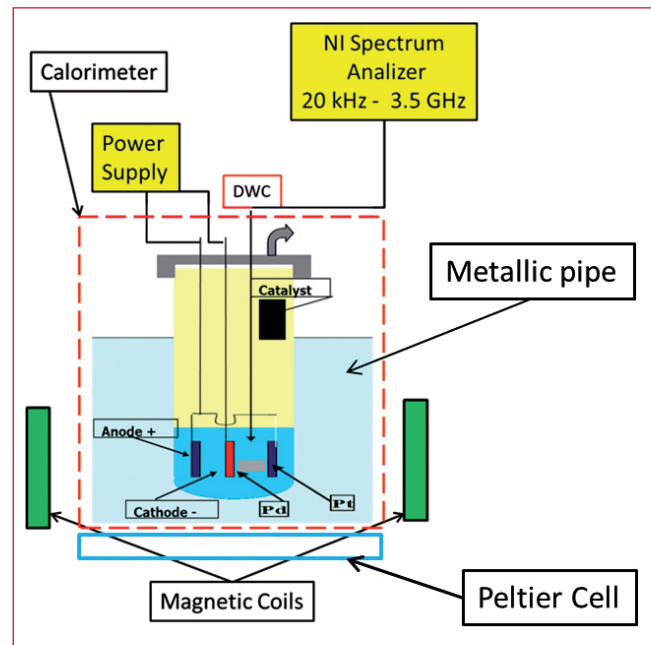 NI Spectrum
Analizer
20 kHz - 3.5 GHz
Calorimeter
Power
Supply
DWC
Metallic pipe
Catalyst
Anode +
Cathode -
Pd
Pt
Magnetic Coils
Peltier Cell